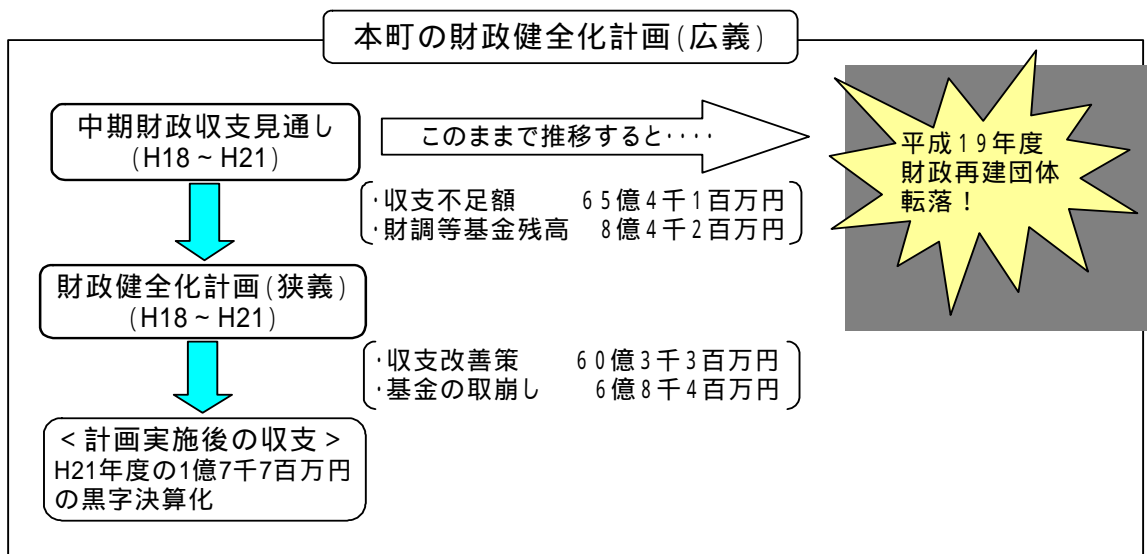 本町の財政健全化計画(広義)
中期財政収支見通し
(H18~H21)
このままで推移すると････
平成19年度
財政再建団体
転落！
･収支不足額 65億4千1百万円
･財調等基金残高 8億4千2百万円
財政健全化計画(狭義)
(H18~H21)
･収支改善策 60億3千3百万円
･基金の取崩し 6億8千4百万円
<計画実施後の収支>
H21年度の1億7千7百万円
の黒字決算化